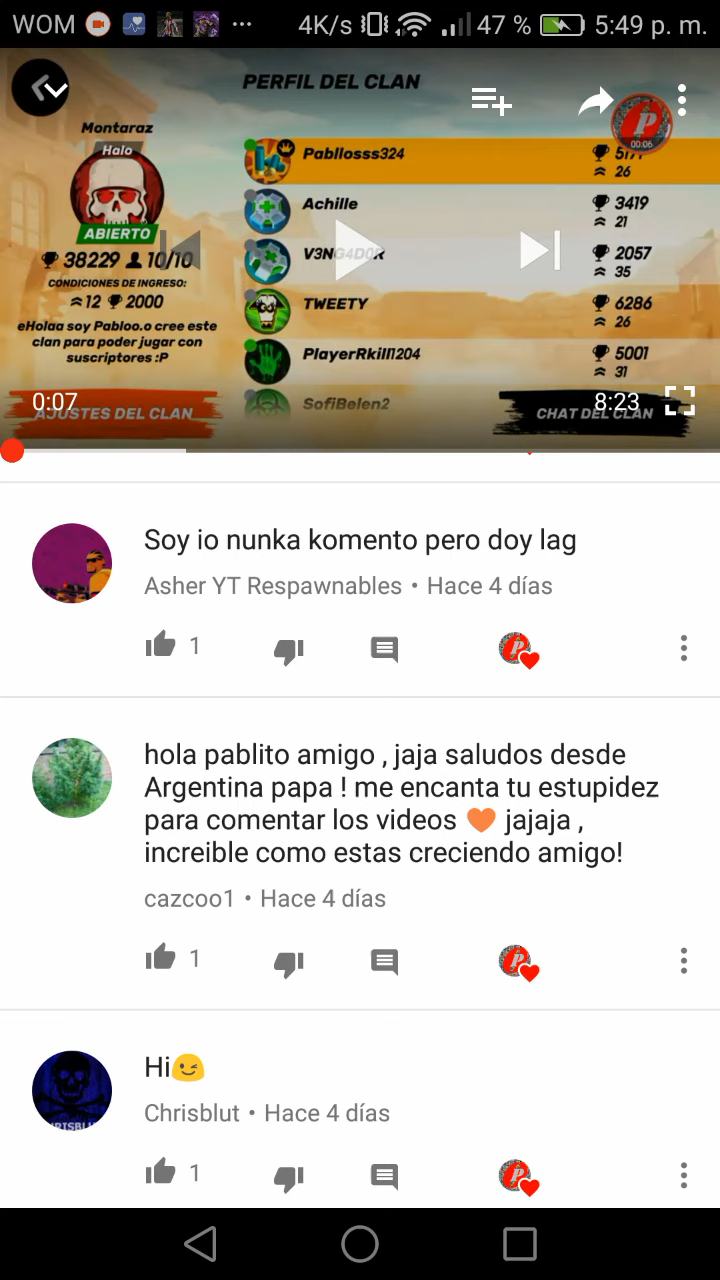 WOM 4K/s 47 % 5:49 p. m.
PERFIL DEL CLAN
00:06
Montaraz
Halo
ABIERTO
38229 10/10
CONDICIONES DE INGRESO:
12 2000
eHolaa soy Pabloo.o cree este
clan para poder jugar con
suscriptores :P
AJUSTES DEL CLAN
Pabllosss324
26
Achille 3419
21
V3NG4D0R 2057
35
TWEETY 6286
26
PlayerRkill1204 5001
31
SofiBelen2
CHAT DEL CLAN
0:07 8:23
Soy io nunka komento pero doy lag
Asher YT Respawnables • Hace 4 días
1
hola pablito amigo , jaja saludos desde
Argentina papa ! me encanta tu estupidez
para comentar los videos 🧡 jajaja ,
increible como estas creciendo amigo!
cazcoo1 • Hace 4 días
1
Hi😉
Chrisblut • Hace 4 días
1